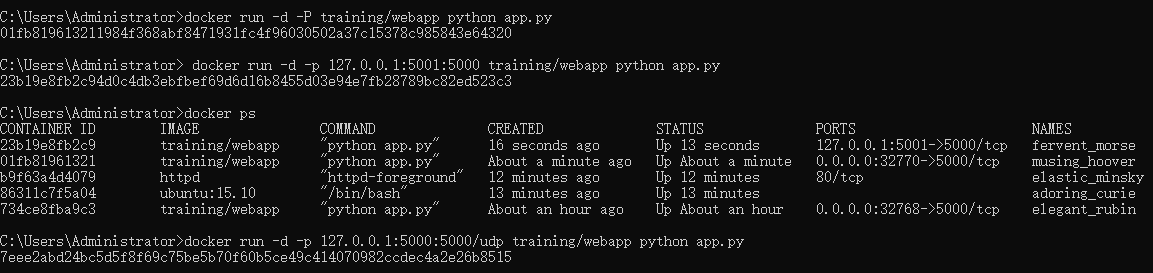 C:\Users\Administrator>docker run -d -P training/webapp python app.py
01fb819613211984f368abf8471931fc4f96030502a37c15378c985843e64320
C:\Users\Administrator> docker run -d -p 127.0.0.1:5001:5000 training/webapp python app.py
23b19e8fb2c94d0c4db3ebfbef69d6d16b8455d03e94e7fb28789bc82ed523c3
C:\Users\Administrator>docker ps
CONTAINER ID IMAGE COMMAND CREATED STATUS PORTS NAMES
23b19e8fb2c9 training/webapp "python app.py" 16 seconds ago Up 13 seconds 127.0.0.1:5001->5000/tcp fervent_morse
01fb81961321 training/webapp "python app.py" About a minute ago Up About a minute 0.0.0.0:32770->5000/tcp musing_hoover
b9f63a4d4079 httpd "httpd-foreground" 12 minutes ago Up 12 minutes 80/tcp elastic_minsky
86311c7f5a04 ubuntu:15.10 "/bin/bash" 13 minutes ago Up 13 minutes adoring_curie
734ce8fba9c3 training/webapp "python app.py" About an hour ago Up About an hour 0.0.0.0:32768->5000/tcp elegant_rubin
C:\Users\Administrator>docker run -d -p 127.0.0.1:5000:5000/udp training/webapp python app.py
7eee2abd24bc5d5f8f69c75be5b70f60b5ce49c414070982ccdec4a2e26b8515